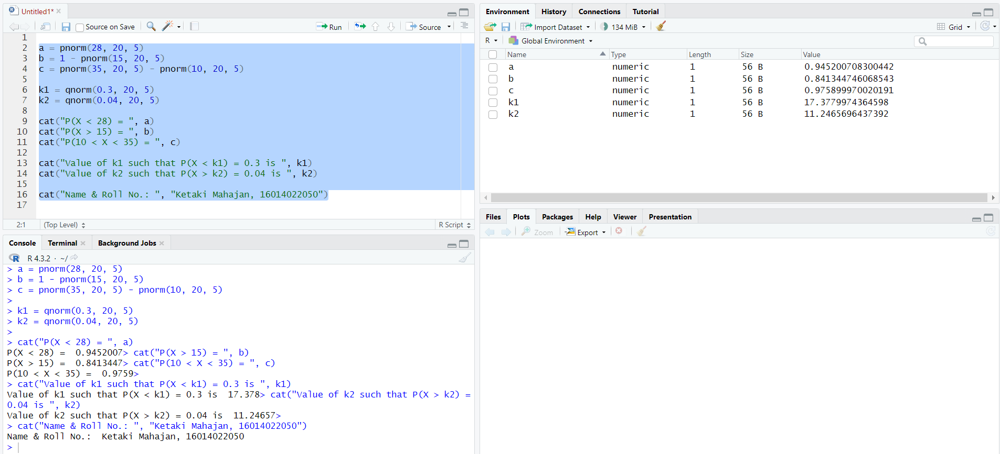 Untitled1*
Source on Save
Run
Source
1
2 a = pnorm(28, 20, 5)
3 b = 1 - pnorm(15, 20, 5)
4 c = pnorm(35, 20, 5) - pnorm(10, 20, 5)
5
6 k1 = qnorm(0.3, 20, 5)
7 k2 = qnorm(0.04, 20, 5)
8
9 cat("P(X < 28) = ", a)
10 cat("P(X > 15) = ", b)
11 cat("P(10 < X < 35) = ", c)
12
13 cat("Value of k1 such that P(X < k1) = 0.3 is ", k1)
14 cat("Value of k2 such that P(X > k2) = 0.04 is ", k2)
15
16 cat("Name & Roll No.: ", "Ketaki Mahajan, 16014022050")
17
2:1 (Top Level) R Script
Console Terminal Background Jobs
R R 4.3.2 · ~/
> a = pnorm(28, 20, 5)
> b = 1 - pnorm(15, 20, 5)
> c = pnorm(35, 20, 5) - pnorm(10, 20, 5)
>
> k1 = qnorm(0.3, 20, 5)
> k2 = qnorm(0.04, 20, 5)
>
> cat("P(X < 28) = ", a)
P(X < 28) =  0.9452007> cat("P(X > 15) = ", b)
P(X > 15) =  0.8413447> cat("P(10 < X < 35) = ", c)
P(10 < X < 35) =  0.9759>
> cat("Value of k1 such that P(X < k1) = 0.3 is ", k1)
Value of k1 such that P(X < k1) = 0.3 is  17.378> cat("Value of k2 such that P(X > k2) =
0.04 is ", k2)
Value of k2 such that P(X > k2) = 0.04 is  11.24657>
> cat("Name & Roll No.: ", "Ketaki Mahajan, 16014022050")
Name & Roll No.:  Ketaki Mahajan, 16014022050
>
Environment History Connections Tutorial
Import Dataset 134 MiB Grid
R Global Environment
Name Type Length Size Value
a numeric 1 56 B 0.945200708300442
b numeric 1 56 B 0.841344746068543
c numeric 1 56 B 0.975899970020191
k1 numeric 1 56 B 17.3779974364598
k2 numeric 1 56 B 11.2465696437392
Files Plots Packages Help Viewer Presentation
Zoom Export